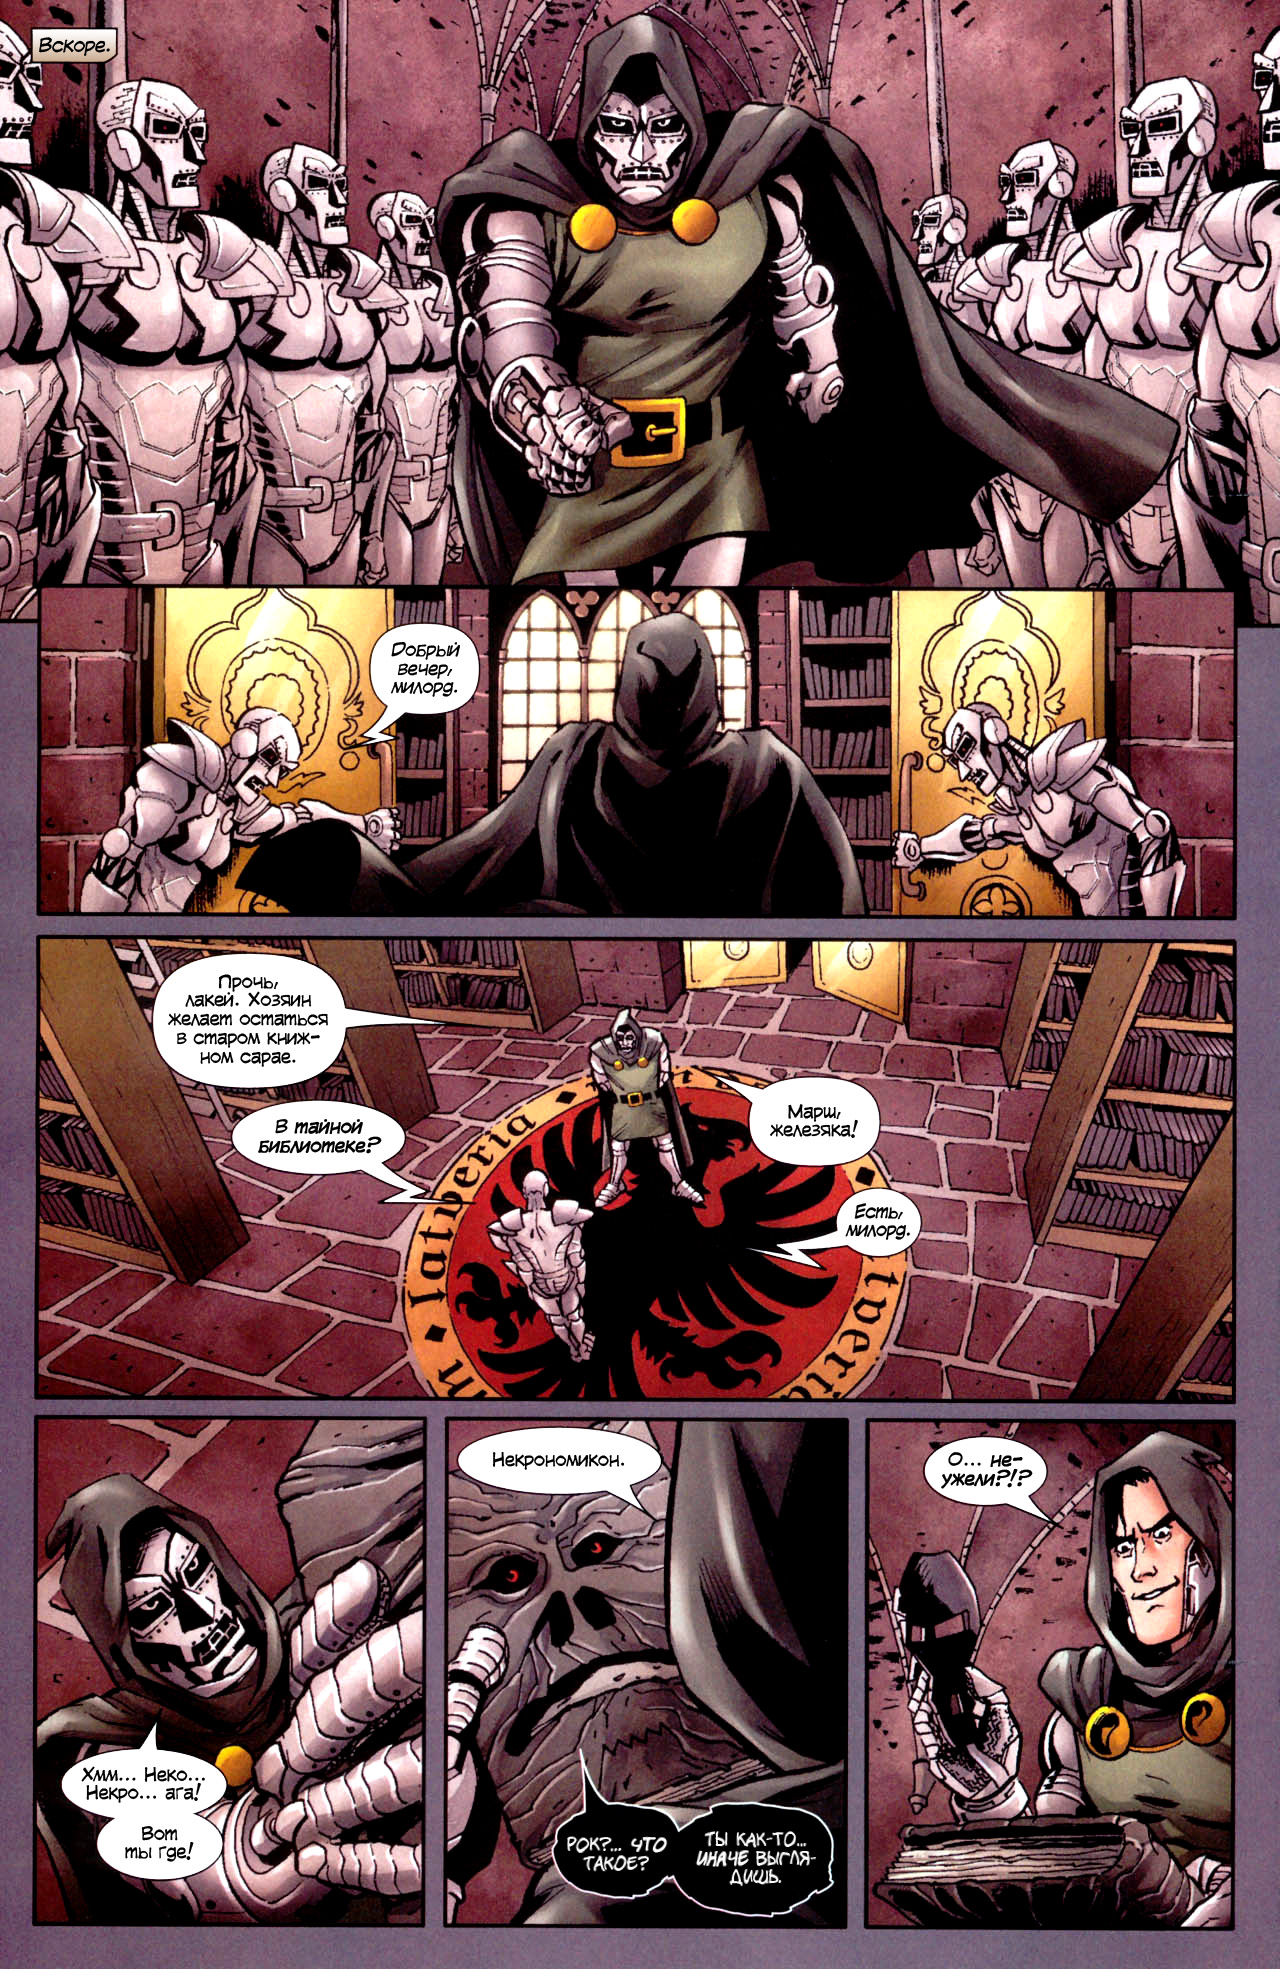 Вскоре.
Добрый
вечер,
милорд.
Прочь,
лакей. Хозяин
желает остаться
в старом книж-
ном сарае.
В тайной
библиотеке?
Марш,
железяка!
Есть,
милорд.
Latveria
Latveria
Некрономикон.
О... не-
ужели?!?
Хмм... Неко...
Некро... ага!
Вот
ты где!
Рок?... Что
такое?
Ты как-то...
иначе выгля-
дишь.